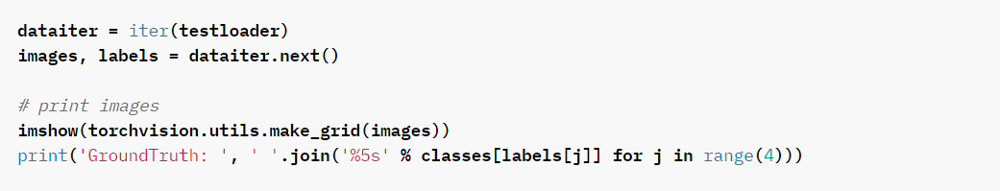 dataiter = iter(testloader)
images, labels = dataiter.next()
# print images
imshow(torchvision.utils.make_grid(images))
print('GroundTruth: ', ' '.join('%5s' % classes[labels[j]] for j in range(4)))